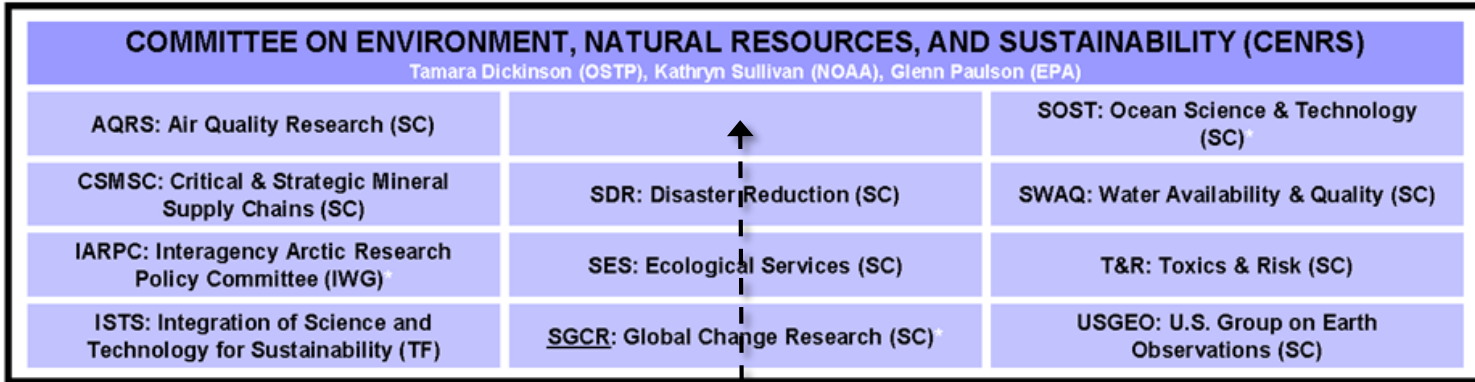 COMMITTEE ON ENVIRONMENT, NATURAL RESOURCES, AND SUSTAINABILITY (CENRS)
Tamara Dickinson (OSTP), Kathryn Sullivan (NOAA), Glenn Paulson (EPA)
AQRS: Air Quality Research (SC)
CSMSC: Critical & Strategic Mineral
Supply Chains (SC)
IARPC: Interagency Arctic Research
Policy Committee (IWG)*
ISTS: Integration of Science and
Technology for Sustainability (TF)
SDR: Disaster Reduction (SC)
SES: Ecological Services (SC)
SGCR: Global Change Research (SC)*
SOST: Ocean Science & Technology
(SC)*
SWAQ: Water Availability & Quality (SC)
T&R: Toxics & Risk (SC)
USGEO: U.S. Group on Earth
Observations (SC)